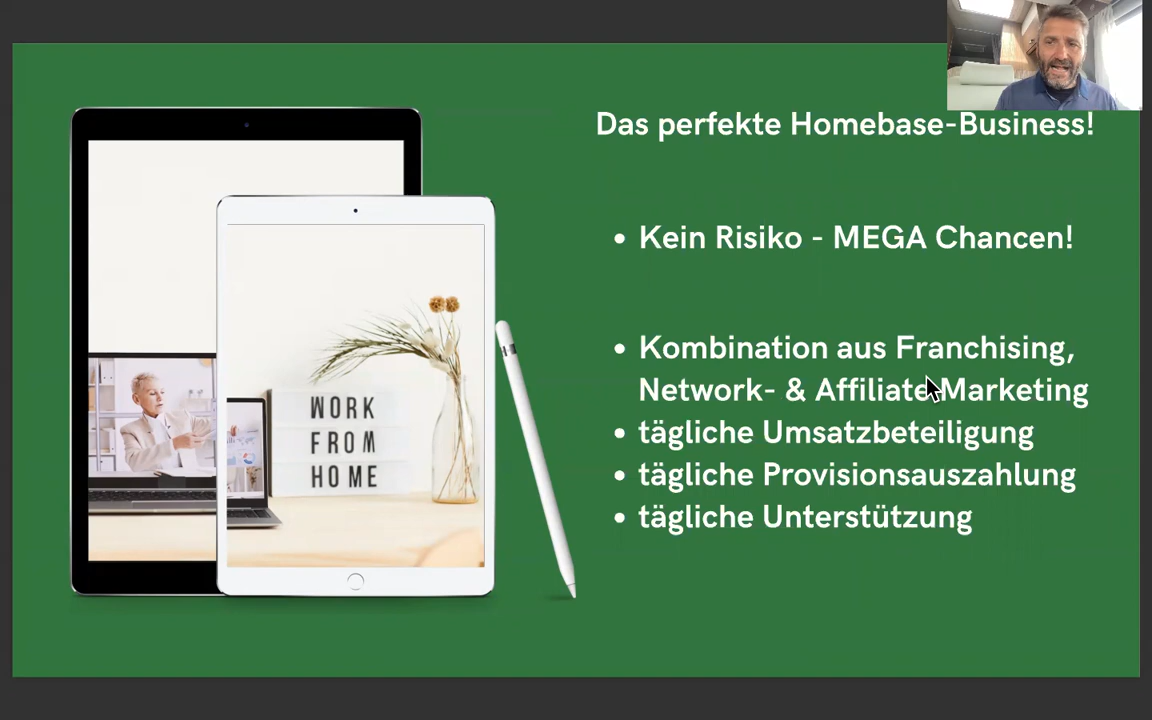 Das perfekte Homebase-Business!
Kein Risiko - MEGA Chancen!
Kombination aus Franchising,
Network- & Affiliate-Marketing
tägliche Umsatzbeteiligung
tägliche Provisionsauszahlung
tägliche Unterstützung
WORK
FROM
HOME